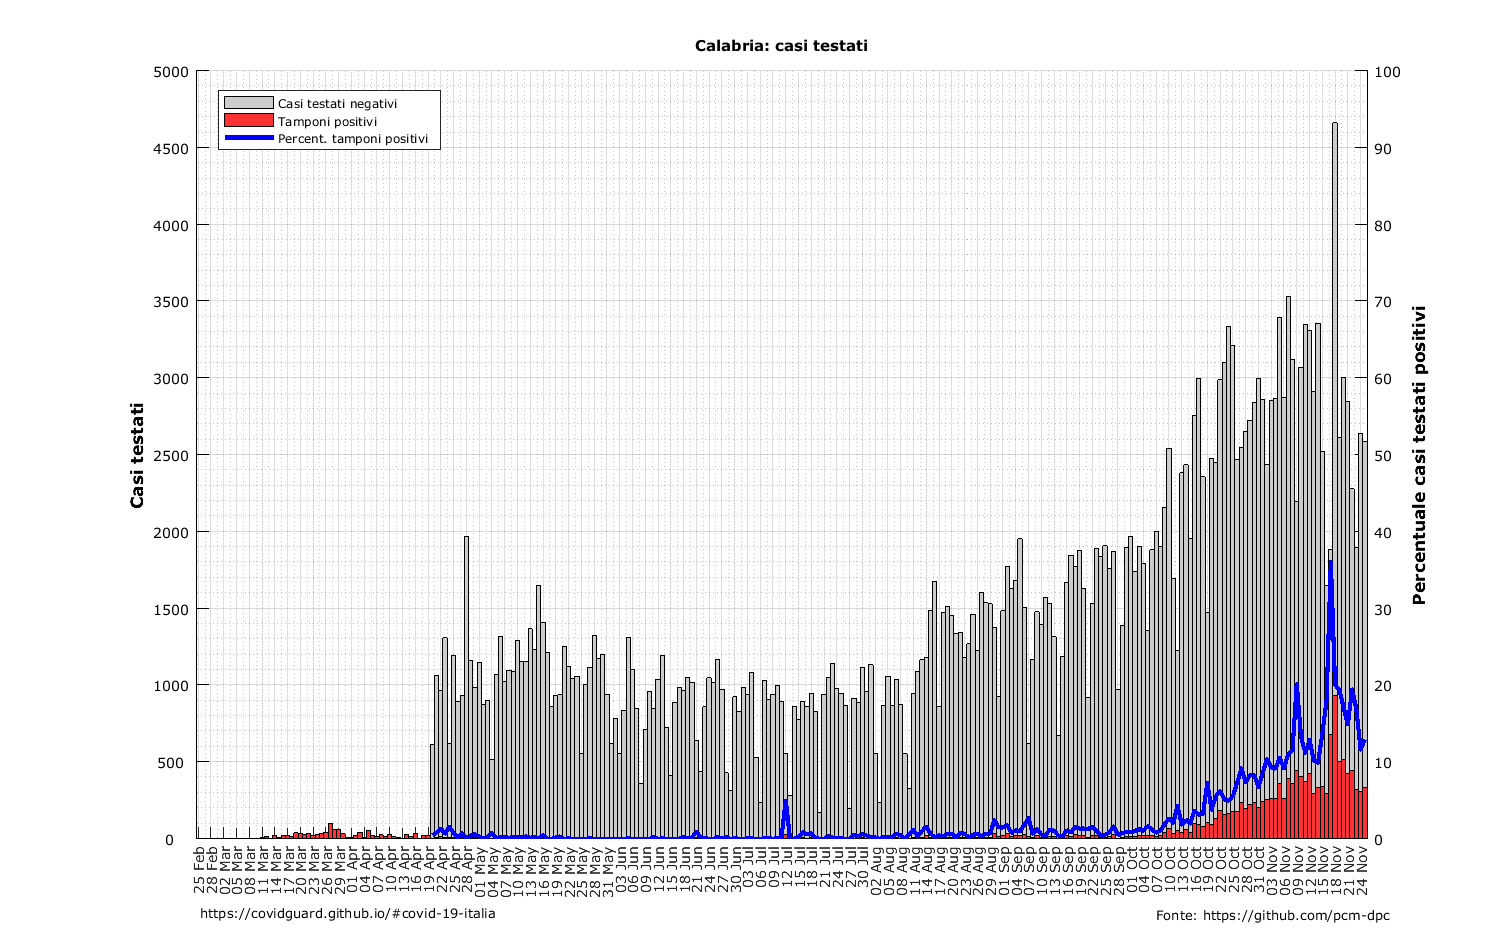 Calabria: casi testati
Casi testati negativi
Tamponi positivi
Percent. tamponi positivi
Casi testati
5000
4500
4000
3500
3000
2500
2000
1500
1000
500
0
100
90
80
70
60
50
40
30
20
10
0
Percentuale casi testati positivi
25 Feb
28 Feb
02 Mar
05 Mar
08 Mar
11 Mar
14 Mar
17 Mar
20 Mar
23 Mar
26 Mar
29 Mar
01 Apr
04 Apr
07 Apr
10 Apr
13 Apr
16 Apr
19 Apr
22 Apr
25 Apr
28 Apr
01 May
04 May
07 May
10 May
13 May
16 May
19 May
22 May
25 May
28 May
31 May
03 Jun
06 Jun
09 Jun
12 Jun
15 Jun
18 Jun
21 Jun
24 Jun
27 Jun
30 Jun
03 Jul
06 Jul
09 Jul
12 Jul
15 Jul
18 Jul
21 Jul
24 Jul
27 Jul
30 Jul
02 Aug
05 Aug
08 Aug
11 Aug
14 Aug
17 Aug
20 Aug
23 Aug
26 Aug
29 Aug
01 Sep
04 Sep
07 Sep
10 Sep
13 Sep
16 Sep
19 Sep
22 Sep
25 Sep
28 Sep
01 Oct
04 Oct
07 Oct
10 Oct
13 Oct
16 Oct
19 Oct
22 Oct
25 Oct
28 Oct
31 Oct
03 Nov
06 Nov
09 Nov
12 Nov
15 Nov
18 Nov
21 Nov
24 Nov
https://covidguard.github.io/#covid-19-italia
Fonte: https://github.com/pcm-dpc